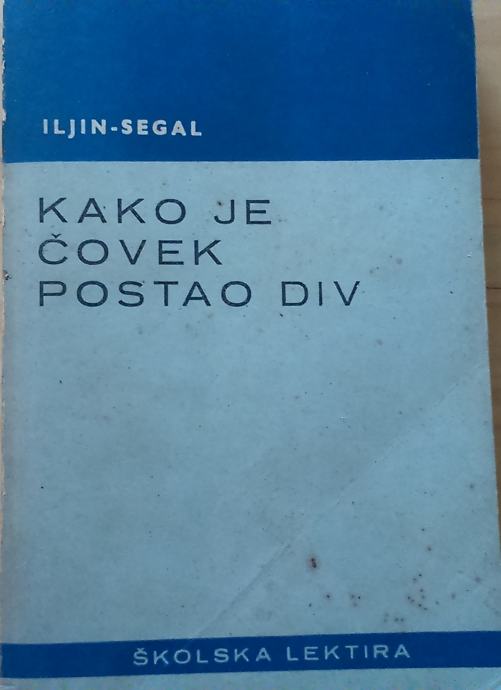 ILJIN-SEGAL
KAKO JE
ČOVEK
POSTAO DIV
ŠKOLSKA LEKTIRA